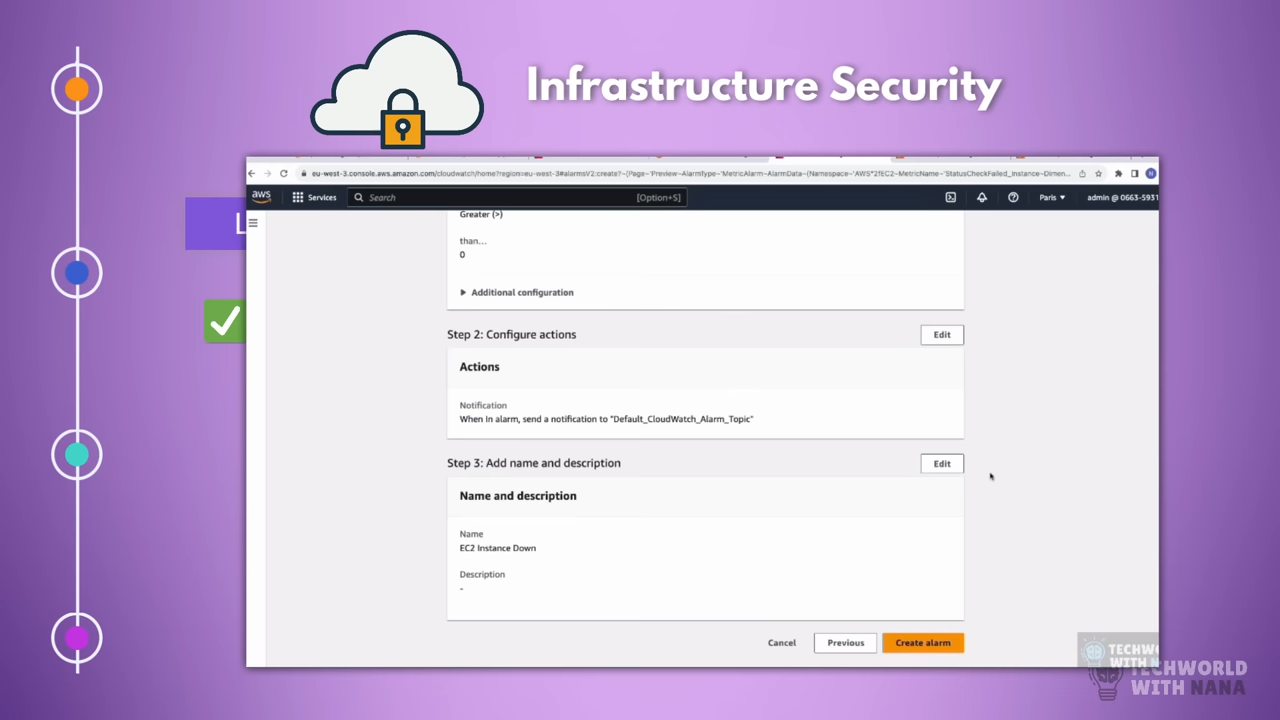 Infrastructure Security
eu-west-3.console.aws.amazon.com/cloudwatch/home?region=eu-west-3#alarmsV2:create?~(Page~'Preview~AlarmType~'MetricAlarm~AlarmData~(Namespace~'AWS*2fEC2~MetricName~'StatusCheckFailed_Instance~Dimen...
N
aws
Services
Search
[Option+S]
Paris
admin @ 0663-5931
L
Greater (>)
than...
0
Additional configuration
Step 2: Configure actions
Edit
Actions
Notification
When In alarm, send a notification to "Default_CloudWatch_Alarm_Topic"
Step 3: Add name and description
Edit
Name and description
Name
EC2 Instance Down
Description
-
Cancel
Previous
Create alarm
TECHW
WITH
TECHWORLD
WITH NANA